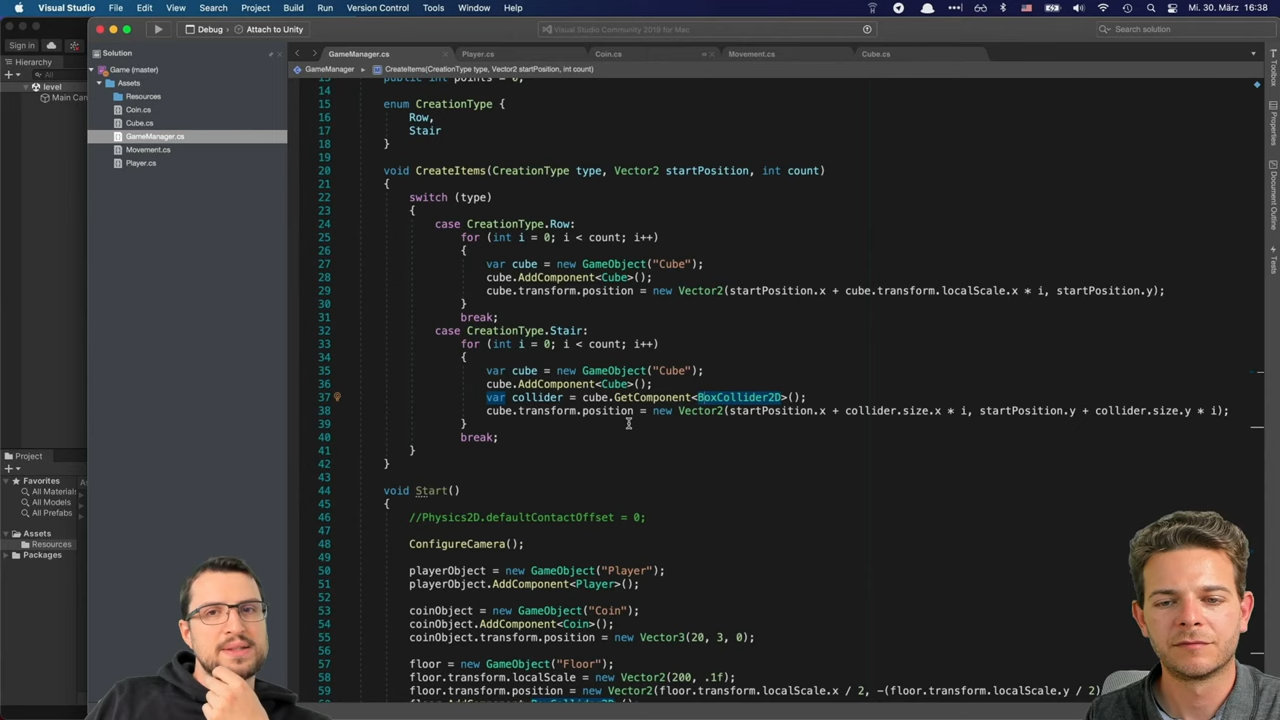 Visual Studio File Edit View Search Project Build Run Version Control Tools Window Help Mi. 30. März 16:38
Debug Attach to Unity Visual Studio Community 2019 for Mac Search solution
Sign in
Solution
GameManager.cs Player.cs Coin.cs Movement.cs Cube.cs
Hierarchy
Game (master)
GameManager CreateItems(CreationType type, Vector2 startPosition, int count)
All
Assets
level
Resources
Main Can
Coin.cs
Cube.cs
GameManager.cs
Movement.cs
Player.cs
Toolbox
Properties
Document Outline
Tests
13 public int points = 0;
14
15 enum CreationType {
16 Row,
17 Stair
18 }
19
20 void CreateItems(CreationType type, Vector2 startPosition, int count)
21 {
22 switch (type)
23 {
24 case CreationType.Row:
25 for (int i = 0; i < count; i++)
26 {
27 var cube = new GameObject("Cube");
28 cube.AddComponent<Cube>();
29 cube.transform.position = new Vector2(startPosition.x + cube.transform.localScale.x * i, startPosition.y);
30 }
31 break;
32 case CreationType.Stair:
33 for (int i = 0; i < count; i++)
34 {
35 var cube = new GameObject("Cube");
36 cube.AddComponent<Cube>();
37 var collider = cube.GetComponent<BoxCollider2D>();
38 cube.transform.position = new Vector2(startPosition.x + collider.size.x * i, startPosition.y + collider.size.y * i);
39 }
40 break;
41 }
42 }
43
44 void Start()
45 {
46 //Physics2D.defaultContactOffset = 0;
47
48 ConfigureCamera();
49
50 playerObject = new GameObject("Player");
51 playerObject.AddComponent<Player>();
52
53 coinObject = new GameObject("Coin");
54 coinObject.AddComponent<Coin>();
55 coinObject.transform.position = new Vector3(20, 3, 0);
56
57 floor = new GameObject("Floor");
58 floor.transform.localScale = new Vector2(200, .1f);
59 floor.transform.position = new Vector2(floor.transform.localScale.x / 2, -(floor.transform.localScale.y / 2)
Project
Favorites
All Materials
All Models
All Prefabs
Assets
Resources
Packages